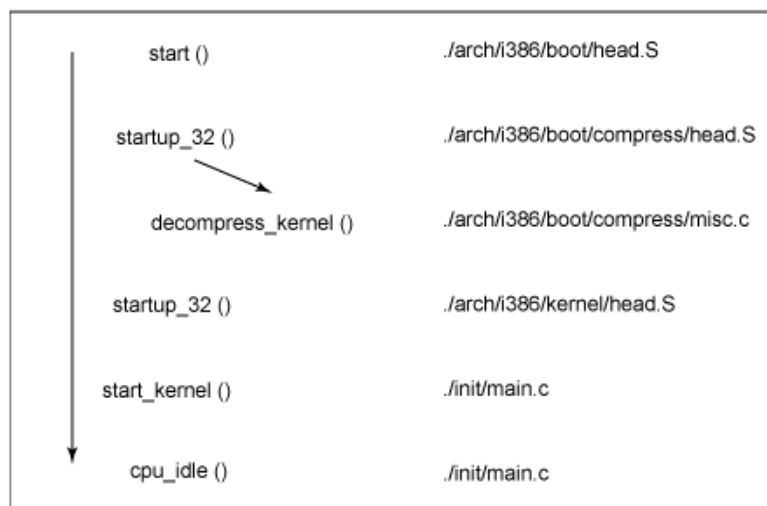 start () ./arch/i386/boot/head.S
startup_32 () ./arch/i386/boot/compress/head.S
decompress_kernel () ./arch/i386/boot/compress/misc.c
startup_32 () ./arch/i386/kernel/head.S
start_kernel () ./init/main.c
cpu_idle () ./init/main.c